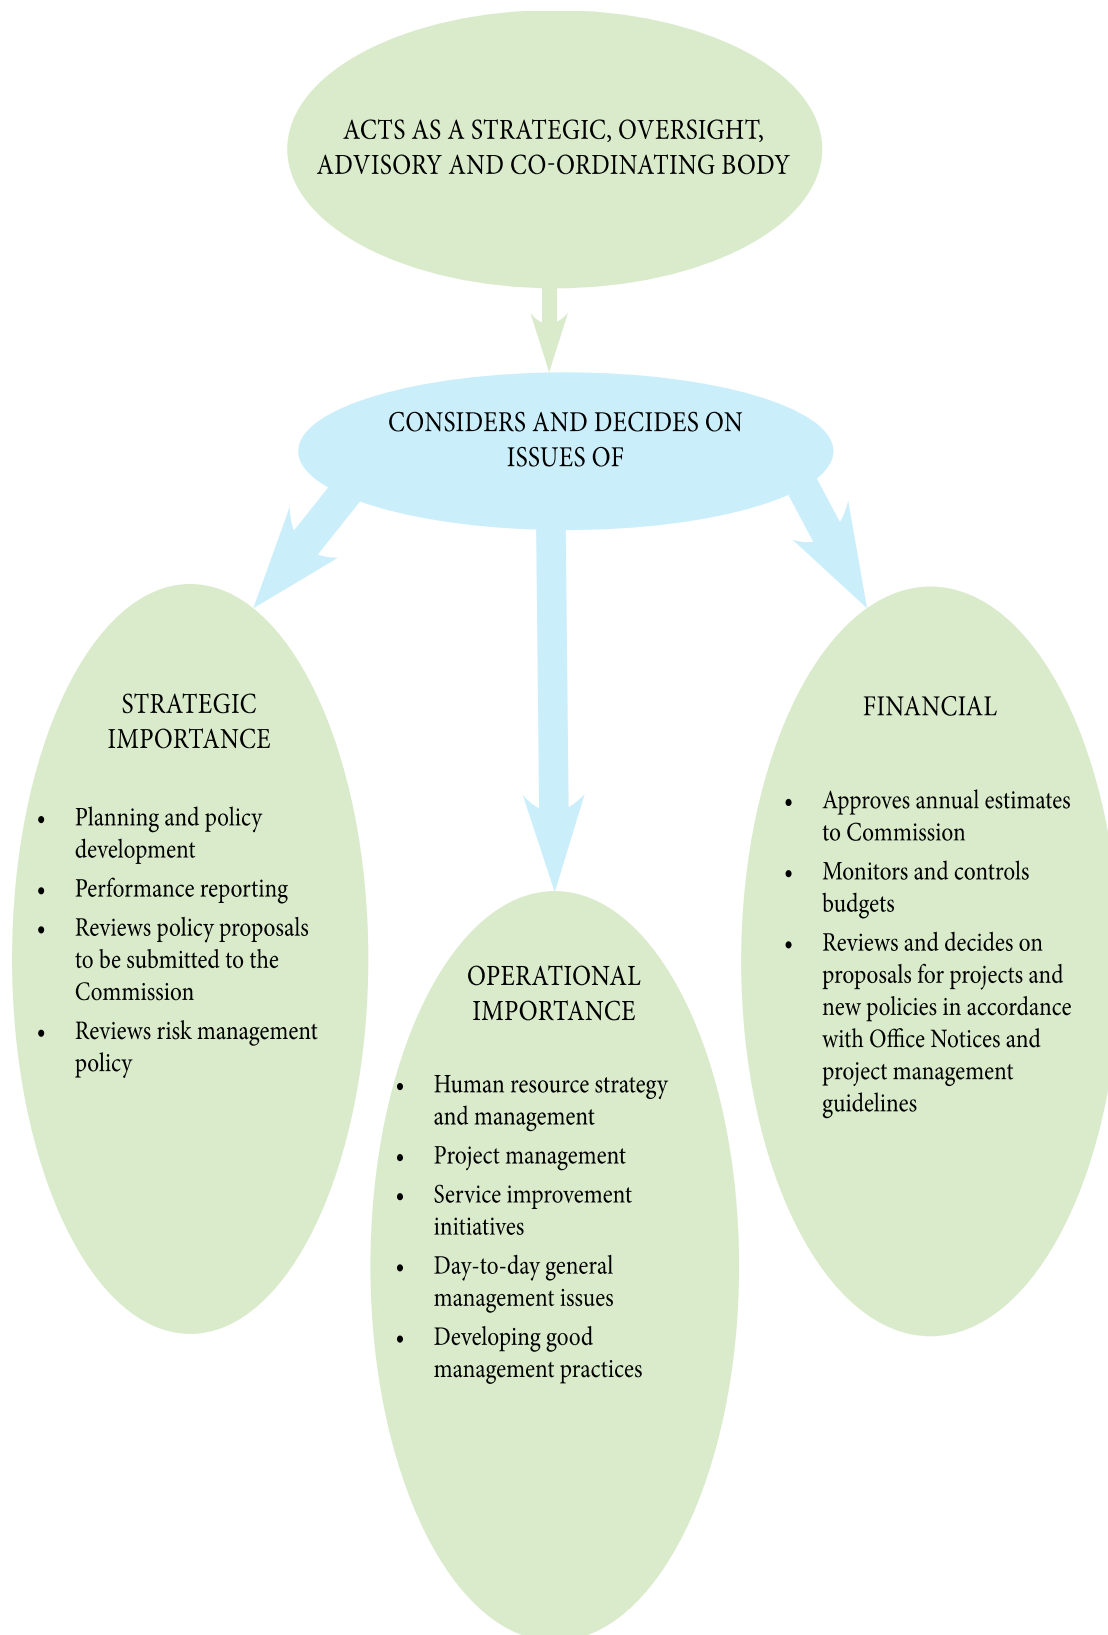 ACTS AS A STRATEGIC, OVERSIGHT,
ADVISORY AND CO-ORDINATING BODY
CONSIDERS AND DECIDES ON
ISSUES OF
STRATEGIC
IMPORTANCE
• Planning and policy
development
• Performance reporting
• Reviews policy proposals
to be submitted to the
Commission
• Reviews risk management
policy
OPERATIONAL
IMPORTANCE
• Human resource strategy
and management
• Project management
• Service improvement
initiatives
• Day-to-day general
management issues
• Developing good
management practices
FINANCIAL
• Approves annual estimates
to Commission
• Monitors and controls
budgets
• Reviews and decides on
proposals for projects and
new policies in accordance
with Office Notices and
project management
guidelines